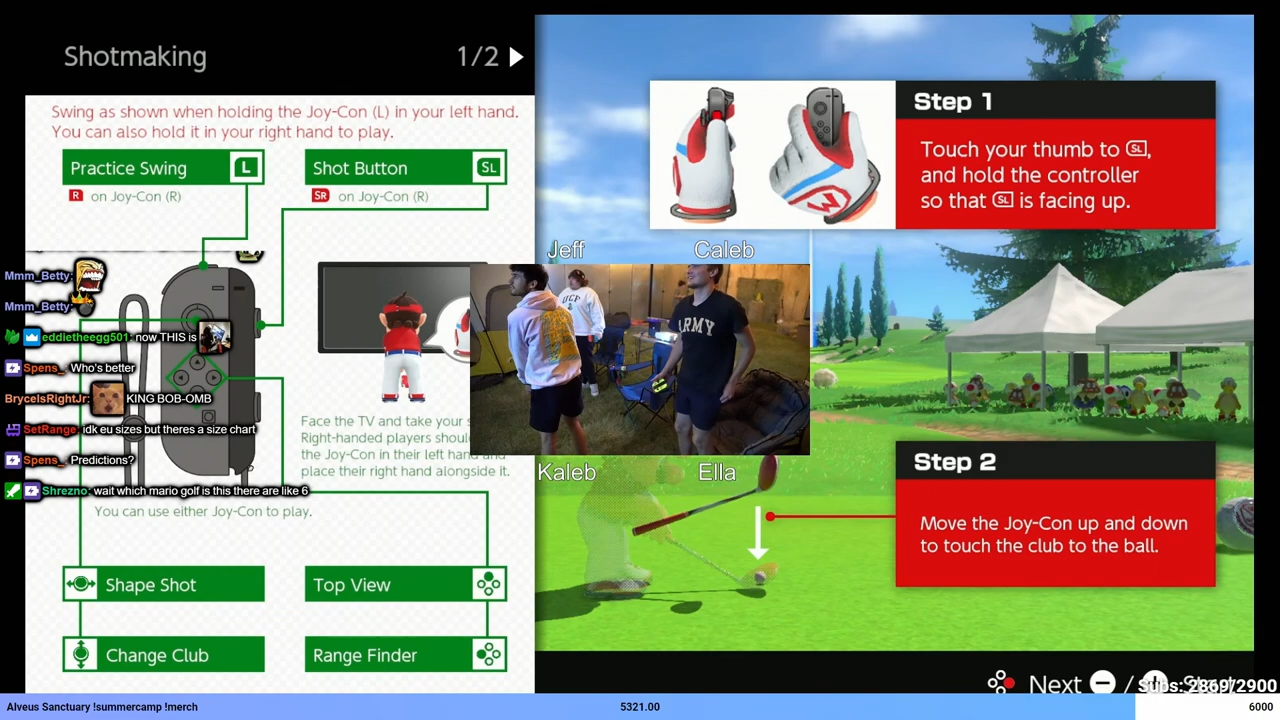 Shotmaking
1/2
Swing as shown when holding the Joy-Con (L) in your left hand.
You can also hold it in your right hand to play.
Practice Swing L
Shot Button SL
R on Joy-Con (R)
SR on Joy-Con (R)
Mmm_Betty:
Mmm_Betty:
eddietheegg501: now THIS is
Spens_: Who's better
BryceIsRightJr: KING BOB-OMB
SetRange: idk eu sizes but theres a size chart
Spens_: Predictions?
Shrezno: wait which mario golf is this there are like 6
Face the TV and take your s
Right-handed players shoul
the Joy-Con in their left hand and
place their right hand alongside it.
You can use either Joy-Con to play.
Shape Shot
Top View
Change Club
Range Finder
Step 1
Touch your thumb to SL,
and hold the controller
so that SL is facing up.
Jeff
Caleb
UCF
ARMY
Kaleb
Ella
Step 2
Move the Joy-Con up and down
to touch the club to the ball.
Next − / +
Subs: 2869/2900
Alveus Sanctuary !summercamp !merch
5321.00
6000